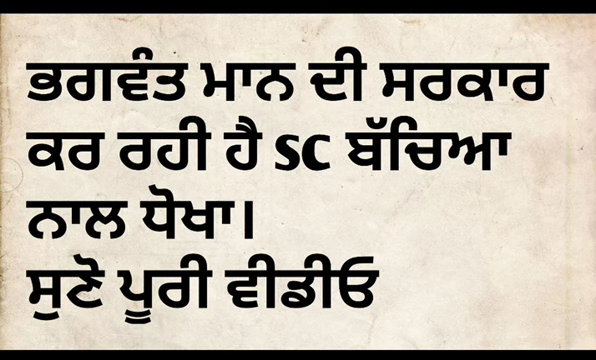 ਭਗਵੰਤ ਮਾਨ ਦੀ ਸਰਕਾਰ
ਕਰ ਰਹੀ ਹੈ SC ਬੱਚਿਆ
ਨਾਲ ਧੋਖਾ।
ਸੁਣੋ ਪੂਰੀ ਵੀਡੀਓ